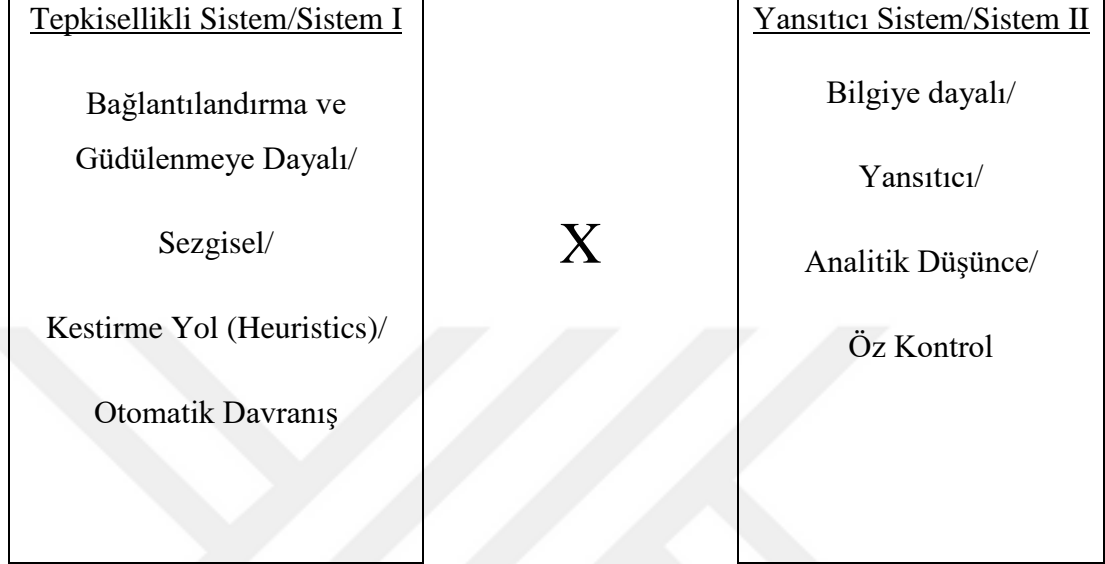 Tepkisellikli Sistem/Sistem I
Bağlantılandırma ve
Güdülenmeye Dayalı/
Sezgisel/
Kestirme Yol (Heuristics)/
Otomatik Davranış
X
Yansıtıcı Sistem/Sistem II
Bilgiye dayalı/
Yansıtıcı/
Analitik Düşünce/
Öz Kontrol